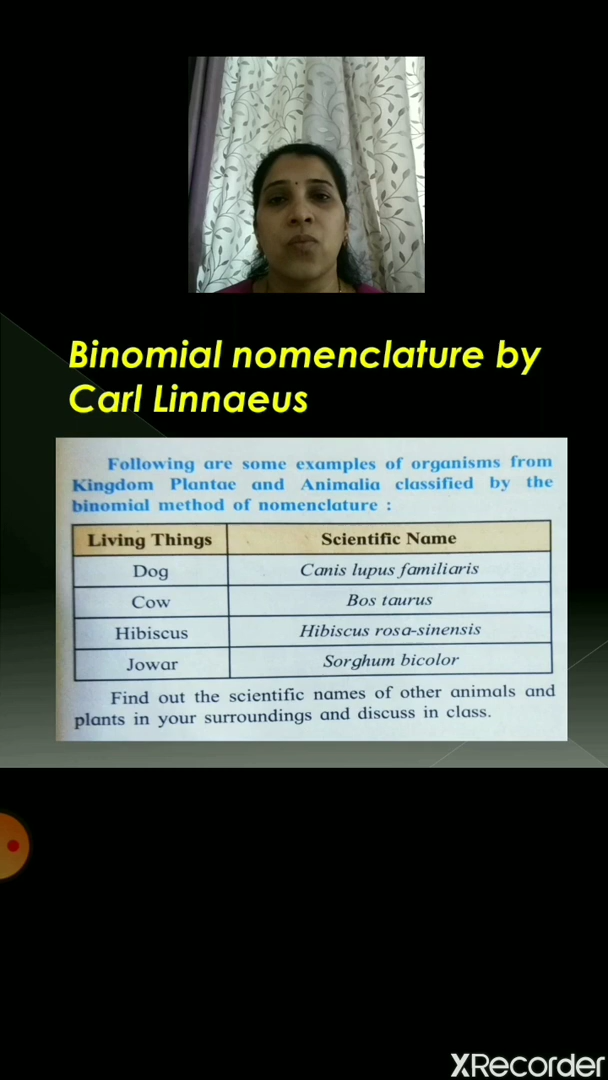 Binomial nomenclature by
Carl Linnaeus
Following are some examples of organisms from
Kingdom Plantae and Animalia classified by the
binomial method of nomenclature :
Living Things Scientific Name
Dog Canis lupus familiaris
Cow Bos taurus
Hibiscus Hibiscus rosa-sinensis
Jowar Sorghum bicolor
Find out the scientific names of other animals and
plants in your surroundings and discuss in class.
XRecorder